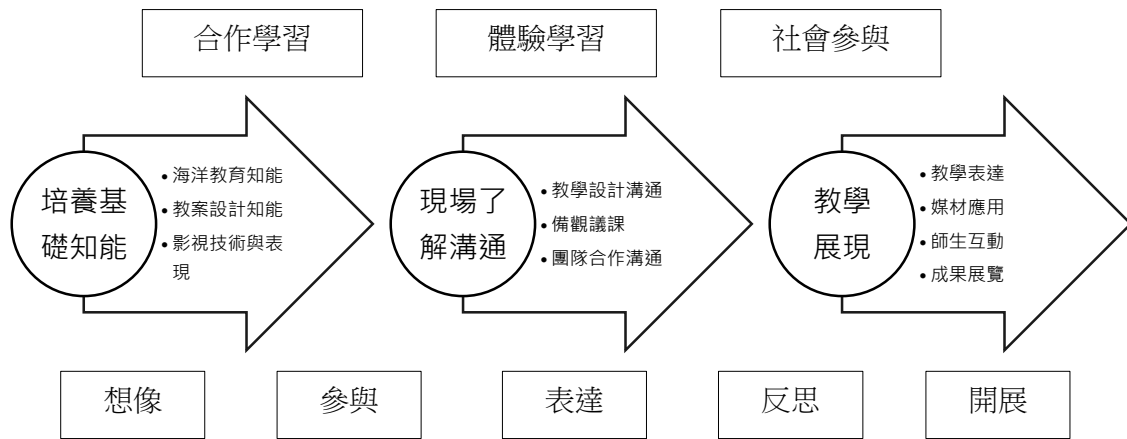 合作學習
體驗學習
社會參與
培養基
礎知能
• 海洋教育知能
• 教案設計知能
• 影視技術與表
現
現場了
解溝通
• 教學設計溝通
• 備觀議課
• 團隊合作溝通
教學
展現
• 教學表達
• 媒材應用
• 師生互動
• 成果展覽
想像
參與
表達
反思
開展